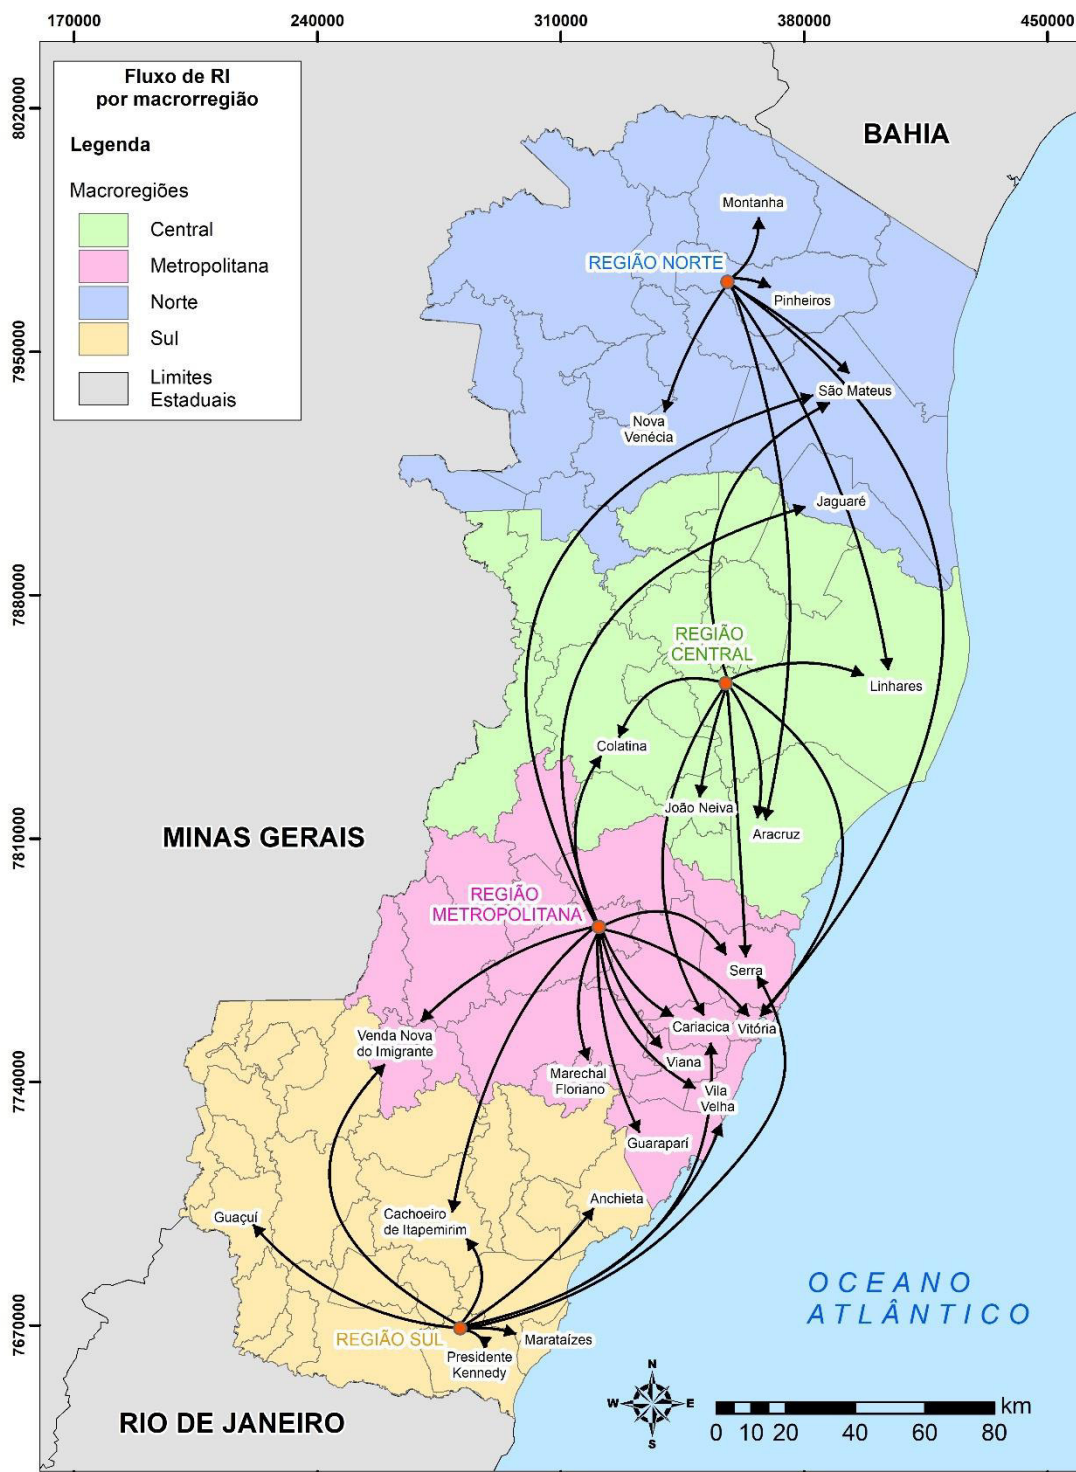 170000 240000 310000 380000 450000
Fluxo de RI
por macrorregião
Legenda
Macroregiões
Central
Metropolitana
Norte
Sul
Limites
Estaduais
8020000
7950000
7880000
7810000
7740000
7670000
BAHIA
Montanha
REGIÃO NORTE
Pinheiros
São Mateus
Nova
Venécia
Jaguaré
REGIÃO
CENTRAL
Linhares
Colatina
João Neiva
Aracruz
MINAS GERAIS
REGIÃO
METROPOLITANA
Serra
Cariacica
Vitória
Venda Nova
do Imigrante
Viana
Marechal
Floriano
Vila
Velha
Guaraparí
Anchieta
Guaçuí
Cachoeiro
de Itapemirim
OCEANO
ATLÂNTICO
REGIÃO SUL
Marataízes
Presidente
Kennedy
RIO DE JANEIRO
N
W E
S
km
0 10 20 40 60 80